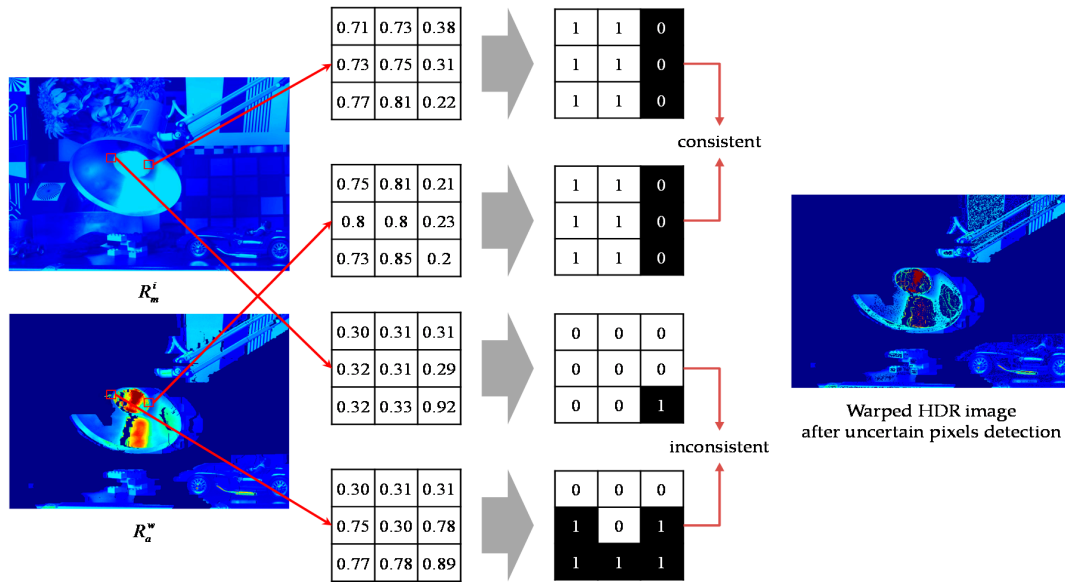 0.71 0.73 0.38
0.73 0.75 0.31
0.77 0.81 0.22
1 1 0
1 1 0
1 1 0
consistent
0.75 0.81 0.21
0.8 0.8 0.23
0.73 0.85 0.2
1 1 0
1 1 0
1 1 0
R_m^i
0.30 0.31 0.31
0.32 0.31 0.29
0.32 0.33 0.92
0 0 0
0 0 0
0 0 1
inconsistent
0.30 0.31 0.31
0.75 0.30 0.78
0.77 0.78 0.89
0 0 0
1 0 1
1 1 1
R_a^w
Warped HDR image
after uncertain pixels detection